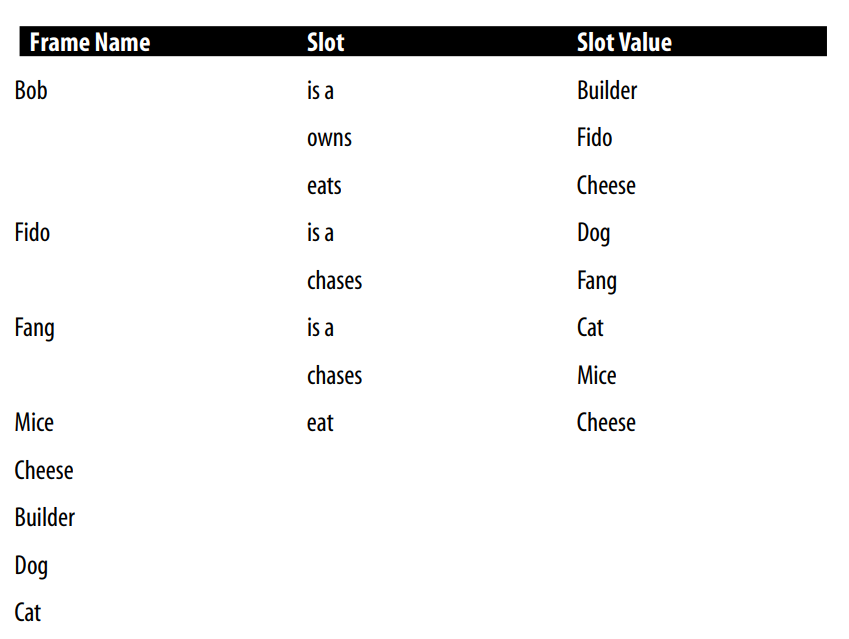 Frame Name Slot Slot Value
Bob is a Builder
owns Fido
eats Cheese
Fido is a Dog
chases Fang
Fang is a Cat
chases Mice
Mice eat Cheese
Cheese
Builder
Dog
Cat